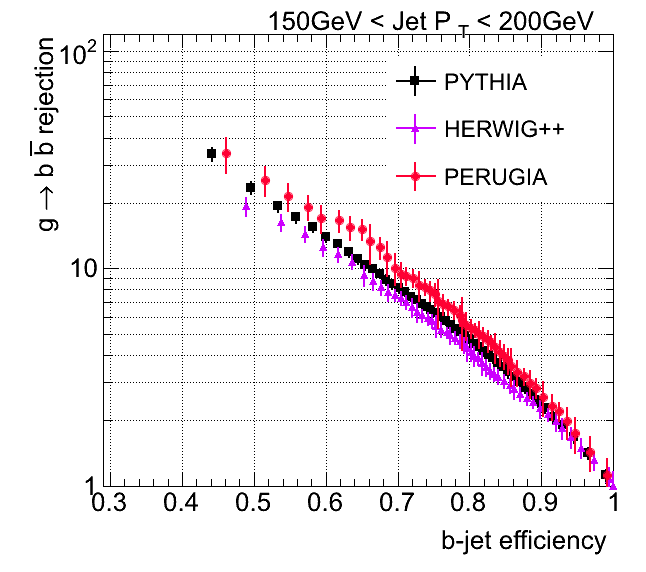 150GeV < Jet P_T < 200GeV
g → b b̅ rejection
10²
10
1
PYTHIA
HERWIG++
PERUGIA
0.3 0.4 0.5 0.6 0.7 0.8 0.9 1
b-jet efficiency